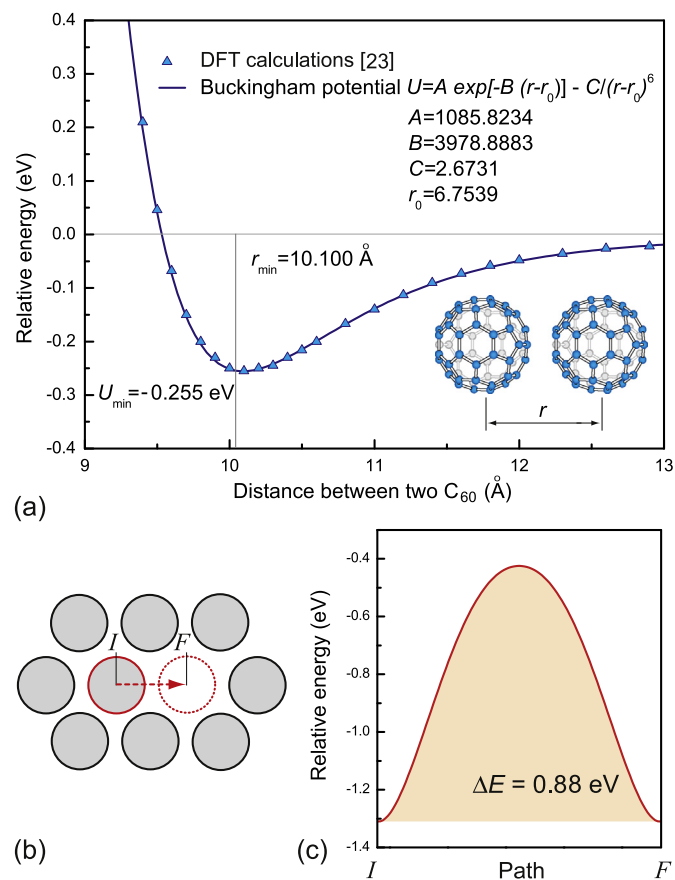 0.4
0.3
0.2
0.1
0.0
-0.1
-0.2
-0.3
-0.4
Relative energy (eV)
DFT calculations [23]
Buckingham potential U=A exp[-B (r-r₀)] - C/(r-r₀)⁶
A=1085.8234
B=3978.8883
C=2.6731
r₀=6.7539
r_min=10.100 Å
U_min=-0.255 eV
r
9 10 11 12 13
Distance between two C₆₀ (Å)
(a)
I F
(b)
-0.4
-0.6
-0.8
-1.0
-1.2
-1.4
Relative energy (eV)
ΔE = 0.88 eV
I Path F
(c)